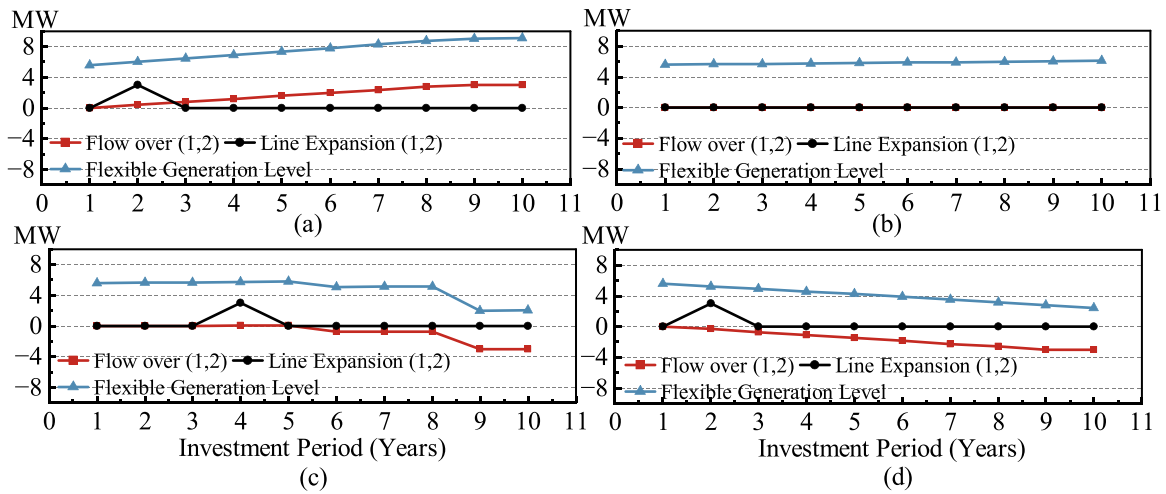 MW
8
4
0
−4
−8
Flow over (1,2) Line Expansion (1,2)
Flexible Generation Level
0 1 2 3 4 5 6 7 8 9 10 11
(a)
MW
8
4
0
−4
−8
Flow over (1,2) Line Expansion (1,2)
Flexible Generation Level
0 1 2 3 4 5 6 7 8 9 10 11
(b)
MW
8
4
0
−4
−8
Flow over (1,2) Line Expansion (1,2)
Flexible Generation Level
0 1 2 3 4 5 6 7 8 9 10 11
Investment Period (Years)
(c)
MW
8
4
0
−4
−8
Flow over (1,2) Line Expansion (1,2)
Flexible Generation Level
0 1 2 3 4 5 6 7 8 9 10 11
Investment Period (Years)
(d)